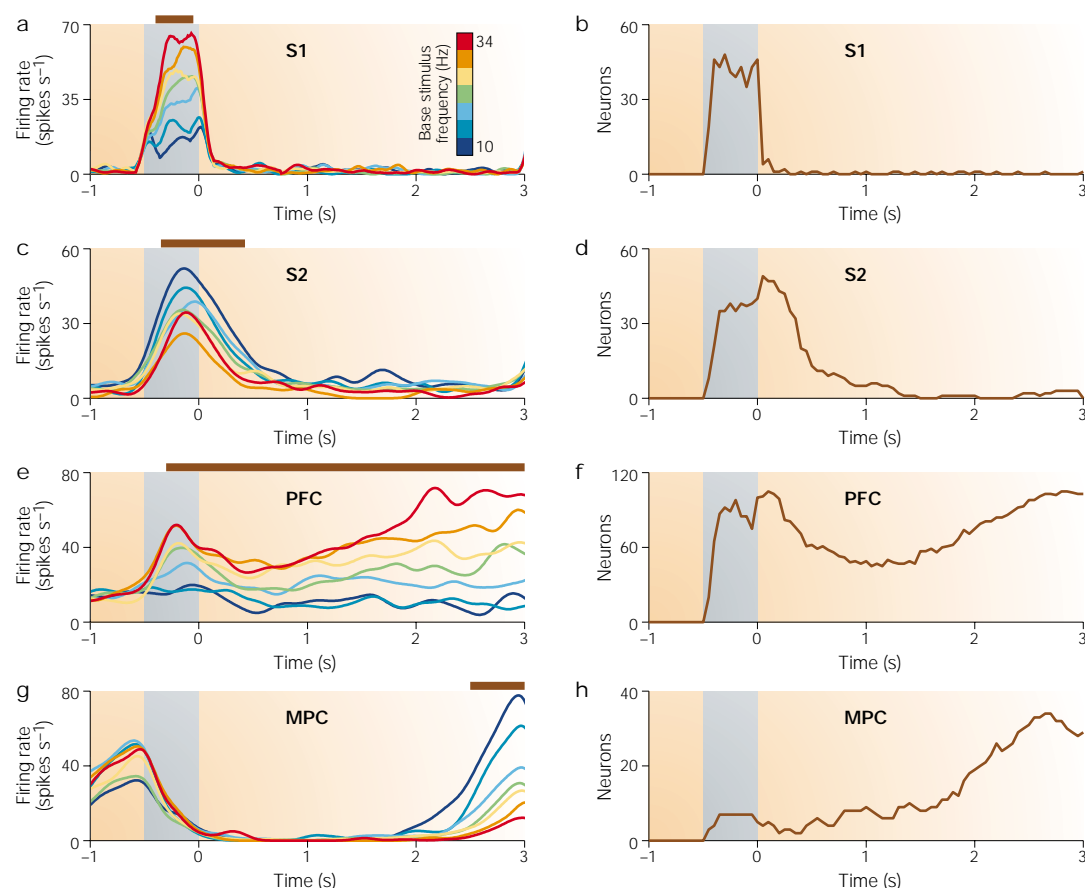 a
70
35
0
Firing rate
(spikes s⁻¹)
S1
Base stimulus
frequency (Hz)
34
10
–1
0
1
2
3
Time (s)
b
60
30
0
Neurons
S1
–1
0
1
2
3
Time (s)
c
60
30
0
Firing rate
(spikes s⁻¹)
S2
–1
0
1
2
3
Time (s)
d
60
30
0
Neurons
S2
–1
0
1
2
3
Time (s)
e
80
40
0
Firing rate
(spikes s⁻¹)
PFC
–1
0
1
2
3
Time (s)
f
120
60
0
Neurons
PFC
–1
0
1
2
3
Time (s)
g
80
40
0
Firing rate
(spikes s⁻¹)
MPC
–1
0
1
2
3
Time (s)
h
40
20
0
Neurons
MPC
–1
0
1
2
3
Time (s)